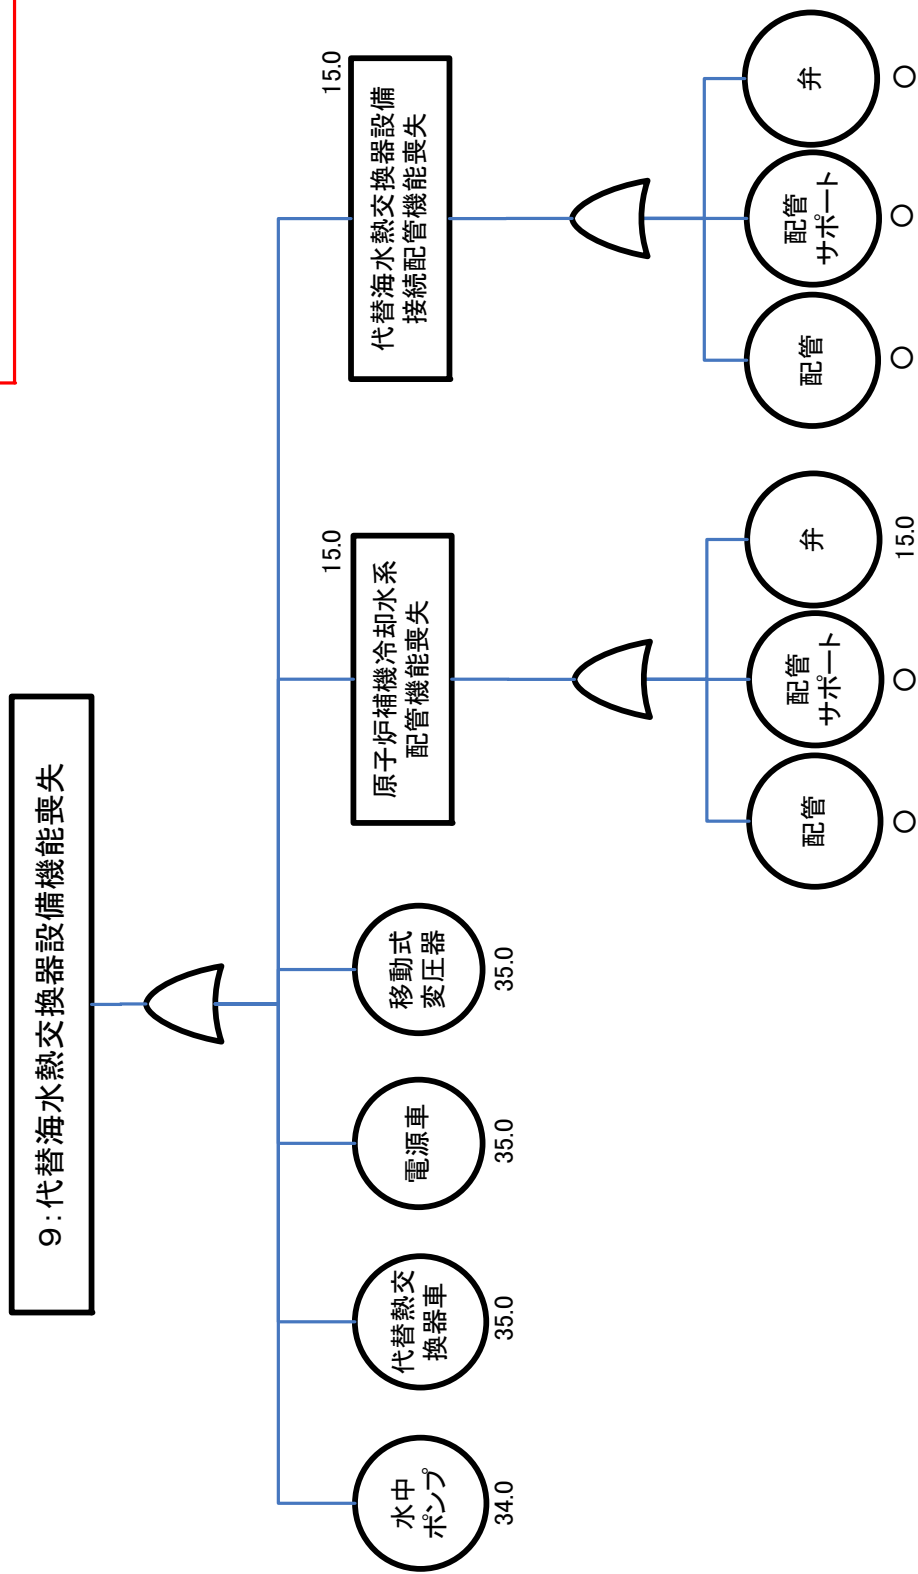 9:代替海水熱交換器設備機能喪失
水中
ポンプ
34.0
代替熱交
換器車
35.0
電源車
35.0
移動式
変圧器
35.0
15.0
原子炉補機冷却水系
配管機能喪失
配管
○
配管
サポート
○
弁
15.0
15.0
代替海水熱交換器設備
接続配管機能喪失
配管
○
配管
サポート
○
弁
○